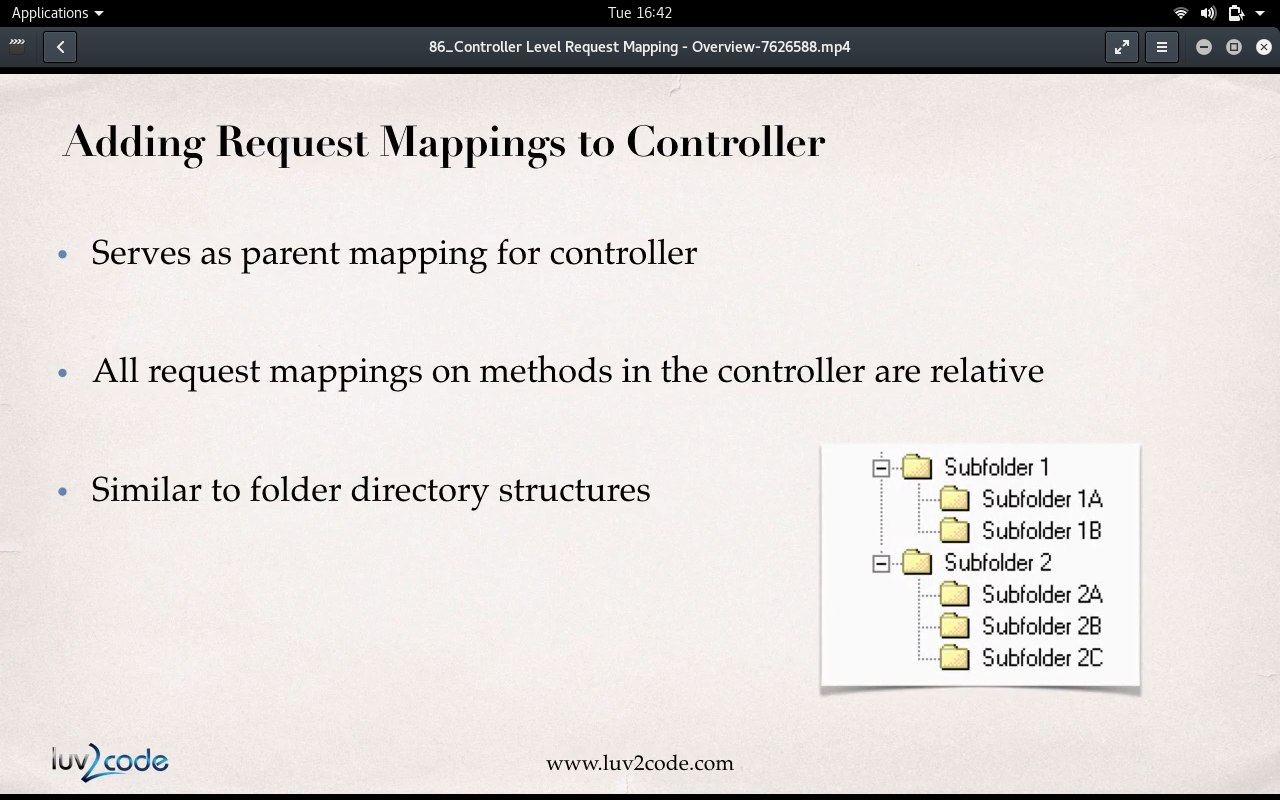 Applications
Tue 16:42
86_Controller Level Request Mapping - Overview-7626588.mp4
Adding Request Mappings to Controller
• Serves as parent mapping for controller
• All request mappings on methods in the controller are relative
• Similar to folder directory structures
Subfolder 1
Subfolder 1A
Subfolder 1B
Subfolder 2
Subfolder 2A
Subfolder 2B
Subfolder 2C
luv2code
www.luv2code.com